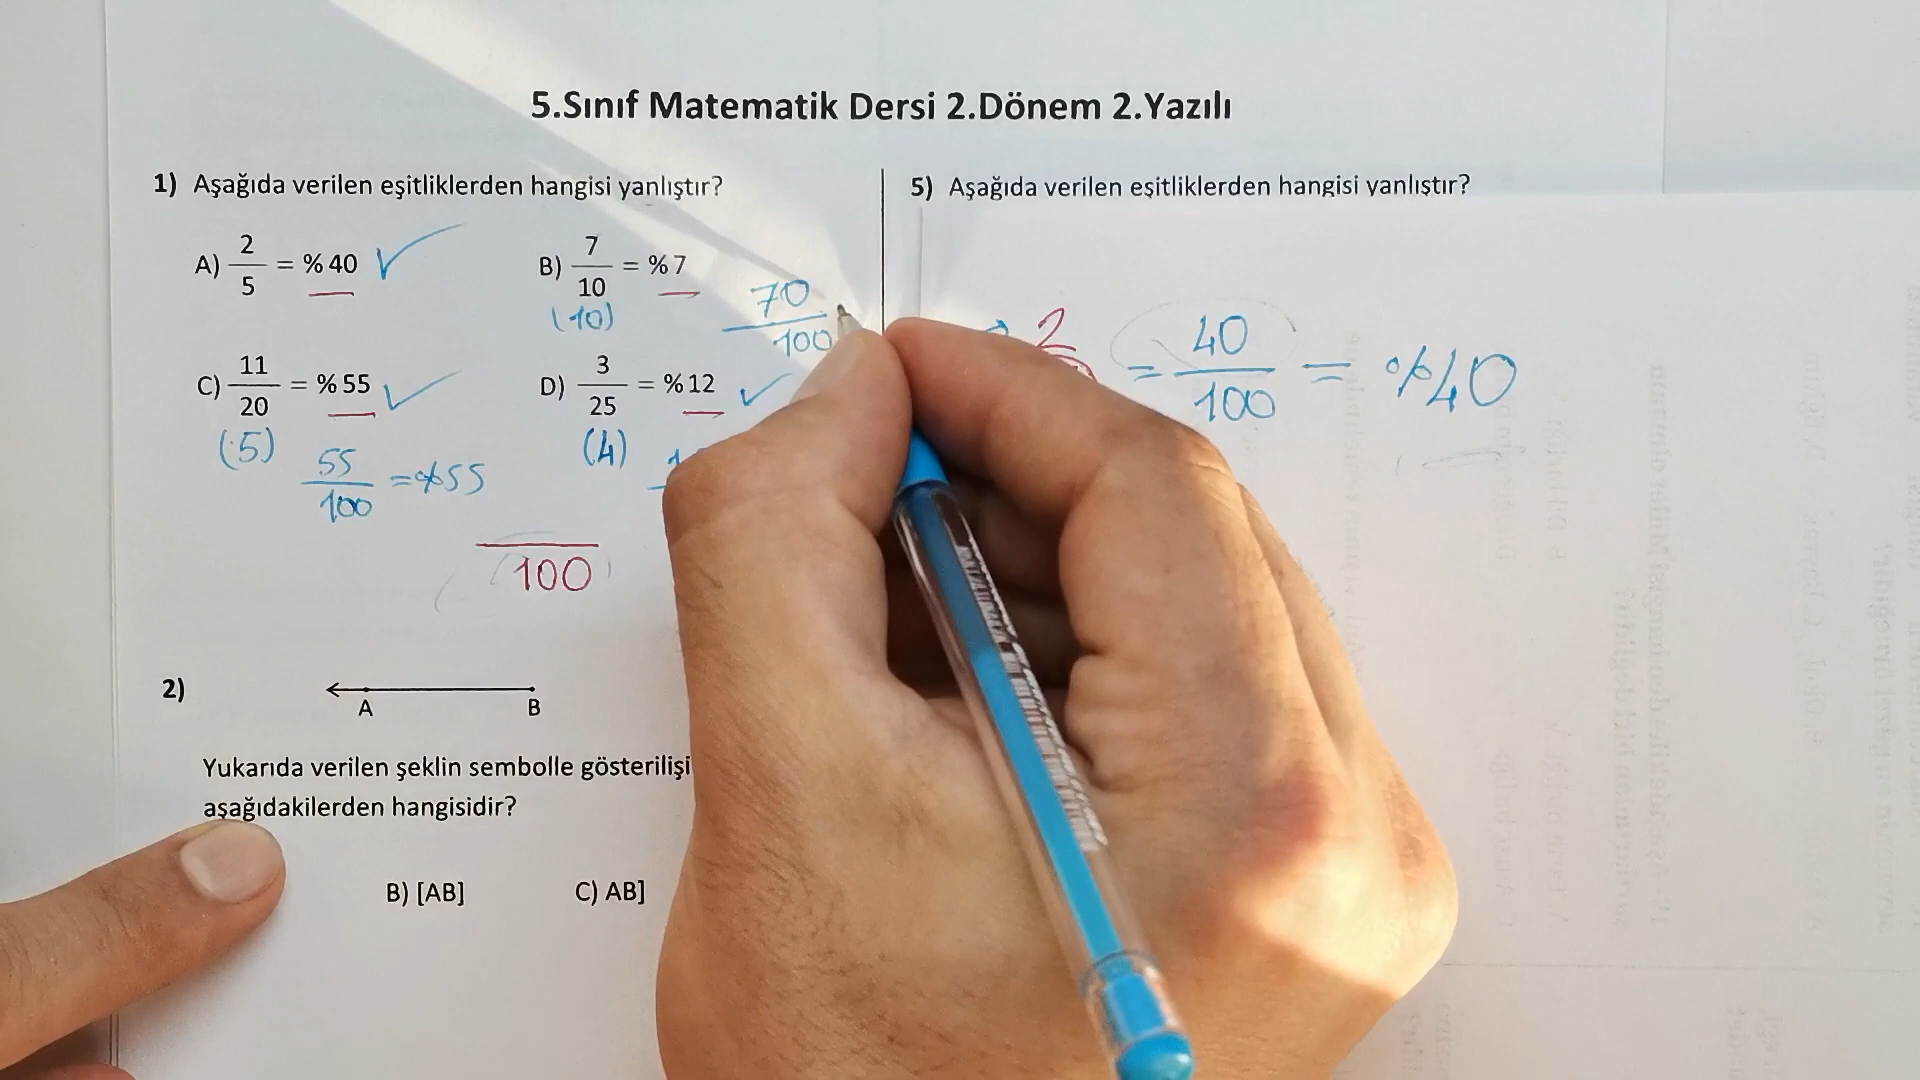 5.Sınıf Matematik Dersi 2.Dönem 2.Yazılı
1) Aşağıda verilen eşitliklerden hangisi yanlıştır?
A) 2/5 = %40 ✓
B) 7/10 = %7
(10)
70/100
C) 11/20 = %55 ✓
(5)
55/100 = %55
D) 3/25 = %12 ✓
(4)
100
2)
A B
Yukarıda verilen şeklin sembolle gösterilişi
aşağıdakilerden hangisidir?
B) [AB] C) AB]
5) Aşağıda verilen eşitliklerden hangisi yanlıştır?
2
= 40/100 = %40